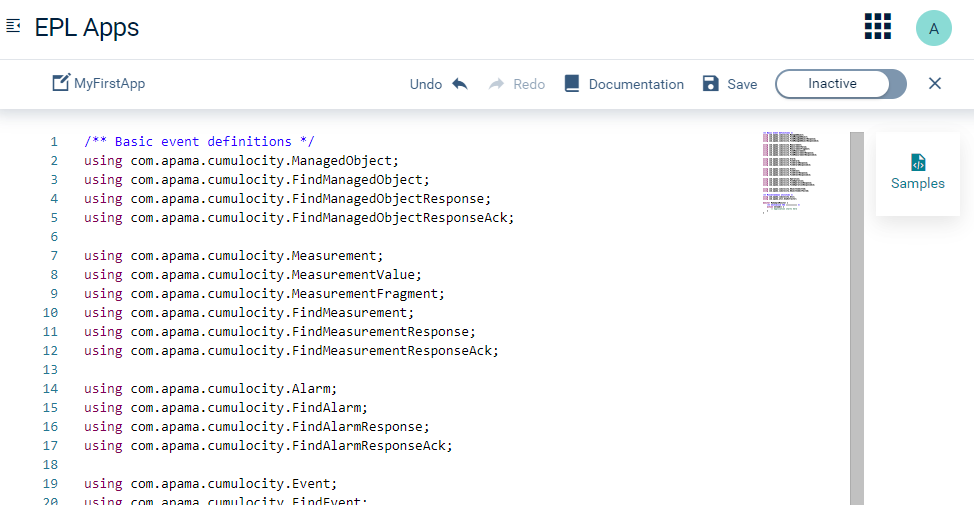 EPL Apps
A
MyFirstApp
Undo
Redo
Documentation
Save
Inactive
1 /** Basic event definitions */
2 using com.apama.cumulocity.ManagedObject;
3 using com.apama.cumulocity.FindManagedObject;
4 using com.apama.cumulocity.FindManagedObjectResponse;
5 using com.apama.cumulocity.FindManagedObjectResponseAck;
6
7 using com.apama.cumulocity.Measurement;
8 using com.apama.cumulocity.MeasurementValue;
9 using com.apama.cumulocity.MeasurementFragment;
10 using com.apama.cumulocity.FindMeasurement;
11 using com.apama.cumulocity.FindMeasurementResponse;
12 using com.apama.cumulocity.FindMeasurementResponseAck;
13
14 using com.apama.cumulocity.Alarm;
15 using com.apama.cumulocity.FindAlarm;
16 using com.apama.cumulocity.FindAlarmResponse;
17 using com.apama.cumulocity.FindAlarmResponseAck;
18
19 using com.apama.cumulocity.Event;
20 using com.apama.cumulocity.FindEvent;
Samples